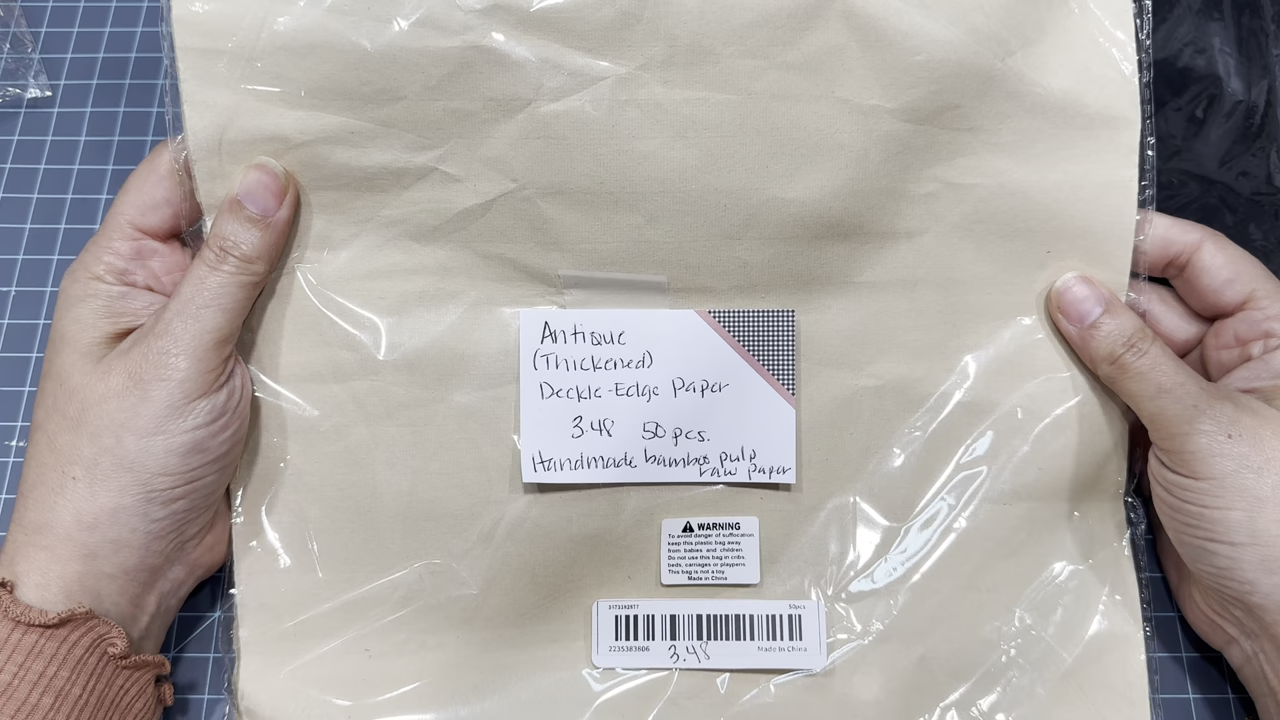 Antique
(Thickened)
Deckle-Edge Paper
3.48 50 pcs.
Handmade bamboo pulp
raw paper
WARNING
To avoid danger of suffocation,
keep this plastic bag away
from babies and children.
Do not use this bag in cribs,
beds, carriages or playpens.
This bag is not a toy.
Made in China
3173382877 50pcs
2235383806 3.48 Made In China